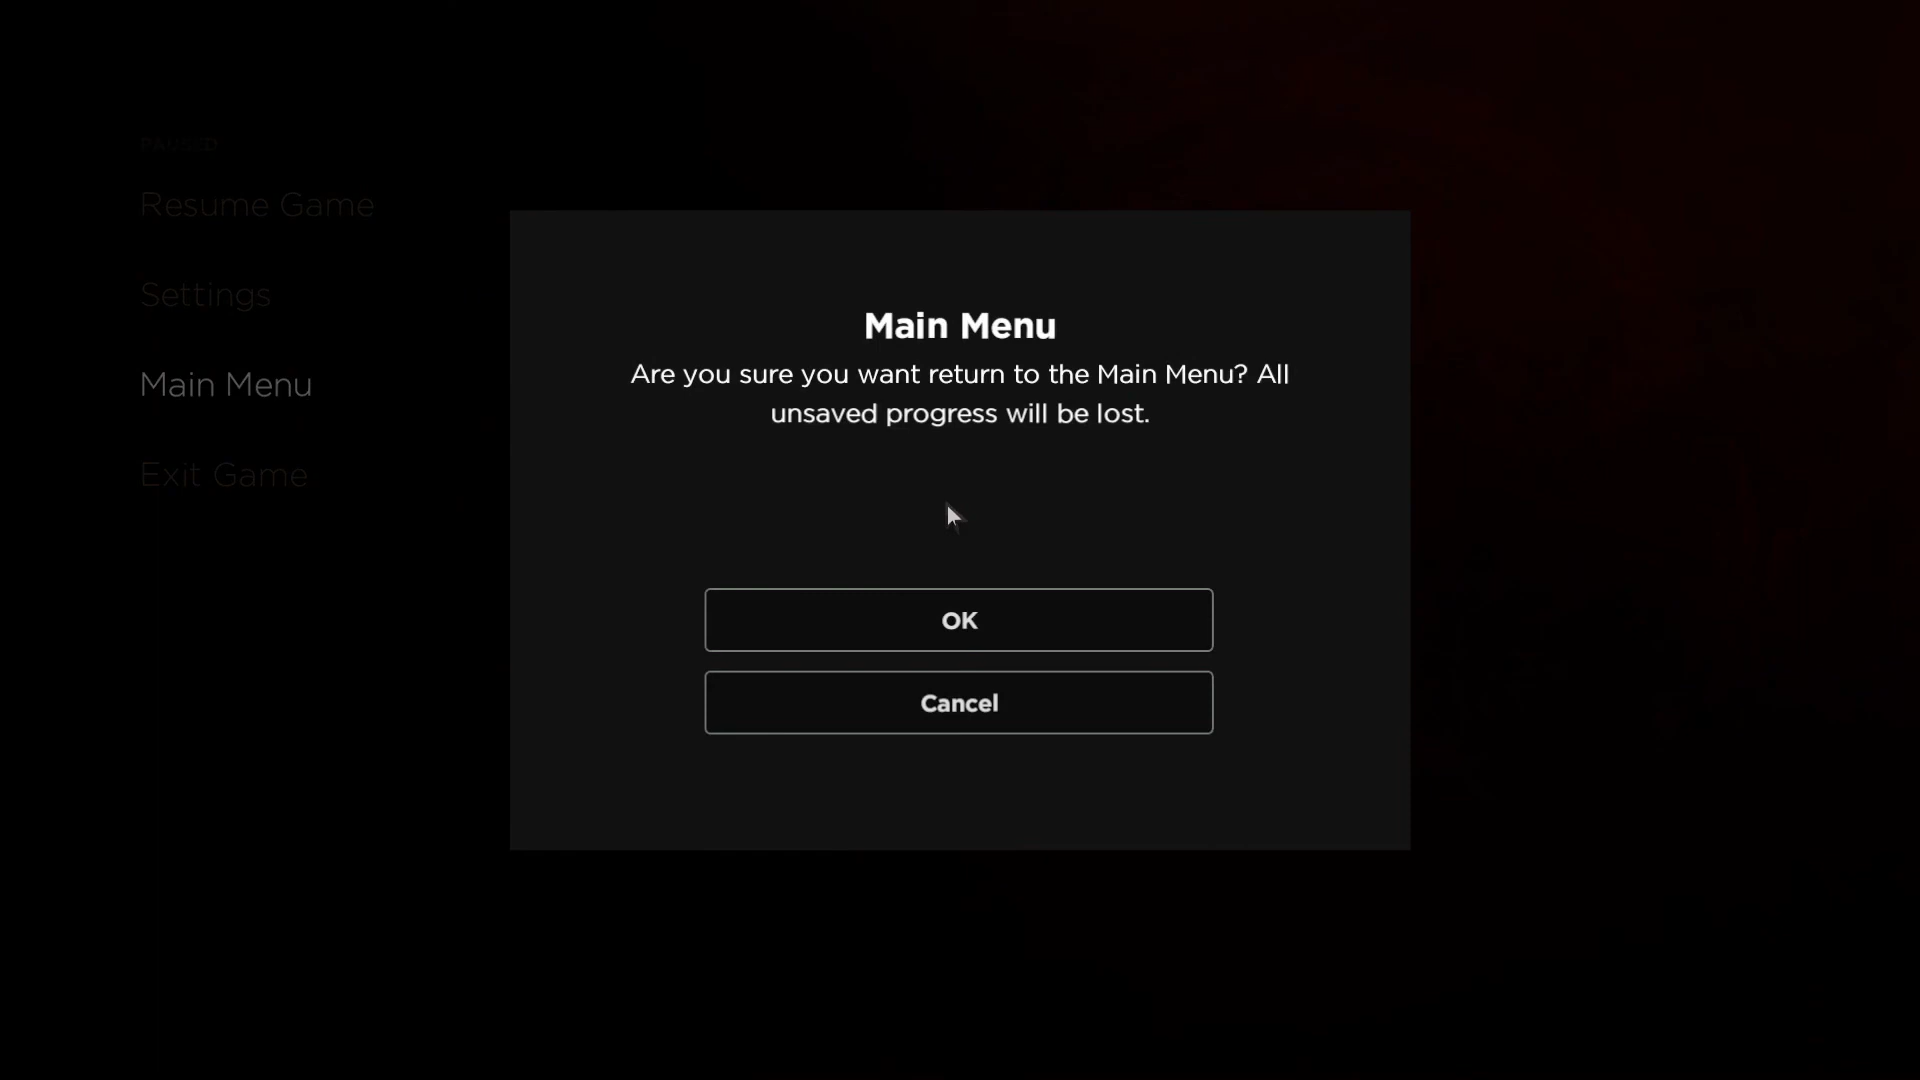 PAUSED
Resume Game
Settings
Main Menu
Exit Game
Main Menu
Are you sure you want return to the Main Menu? All
unsaved progress will be lost.
OK
Cancel